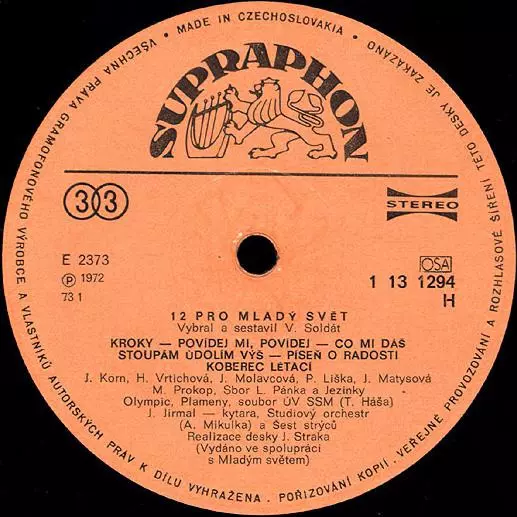 MADE IN CZECHOSLOVAKIA
SUPRAPHON
33
STEREO
E 2373
Ⓟ 1972
73 1
OSA
1 13 1294
H
12 PRO MLADÝ SVĚT
Vybral a sestavil V. Soldát
KROKY — POVÍDEJ MI, POVÍDEJ — CO MI DÁŠ
STOUPÁM ÚDOLÍM VÝŠ — PÍSEŇ O RADOSTI
KOBEREC LÉTACÍ
J. Korn, H. Vrtichová, J. Molavcová, P. Liška, J. Matysová
M. Prokop, Sbor L. Pánka a Jezinky
Olympic, Plameny, soubor ÚV SSM (T. Háša)
J. Jirmal — kytara, Studiový orchestr
(A. Mikulka) a Šest strýců
Realizace desky J. Straka
(Vydáno ve spolupráci
s Mladým světem)
VŠECHNA PRÁVA GRAMOFONOVÉHO VÝROBCE A VLASTNÍKŮ AUTORSKÝCH PRÁV K DÍLU VYHRAŽENA. POŘIZOVÁNÍ KOPIÍ, VEŘEJNÉ PROVOZOVÁNÍ A ROZHLASOVÉ ŠÍŘENÍ TÉTO DESKY JE ZAKÁZÁNO